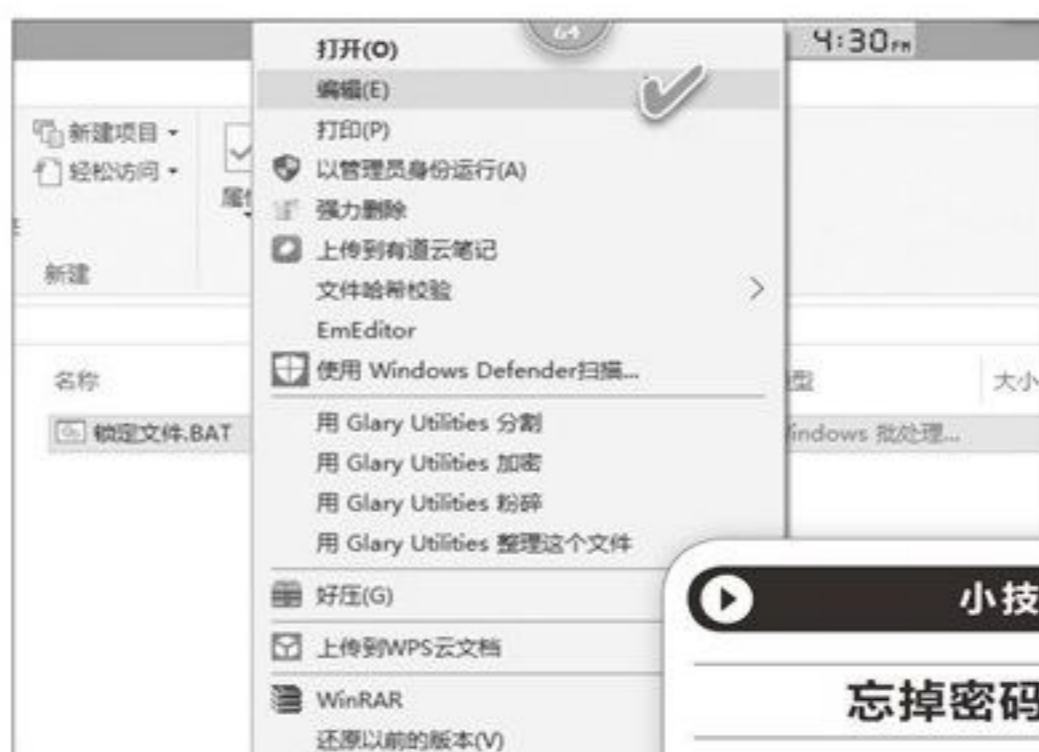 64
4:30PM
打开(O)
编辑(E)
打印(P)
以管理员身份运行(A)
强力删除
上传到有道云笔记
文件哈希校验
EmEditor
使用 Windows Defender扫描...
用 Glary Utilities 分割
用 Glary Utilities 加密
用 Glary Utilities 粉碎
用 Glary Utilities 整理这个文件
好压(G)
上传到WPS云文档
WinRAR
还原以前的版本(V)
新建项目
轻松访问
属性
新建
名称
型
大小
锁定文件.BAT
indows 批处理...
小技
忘掉密码